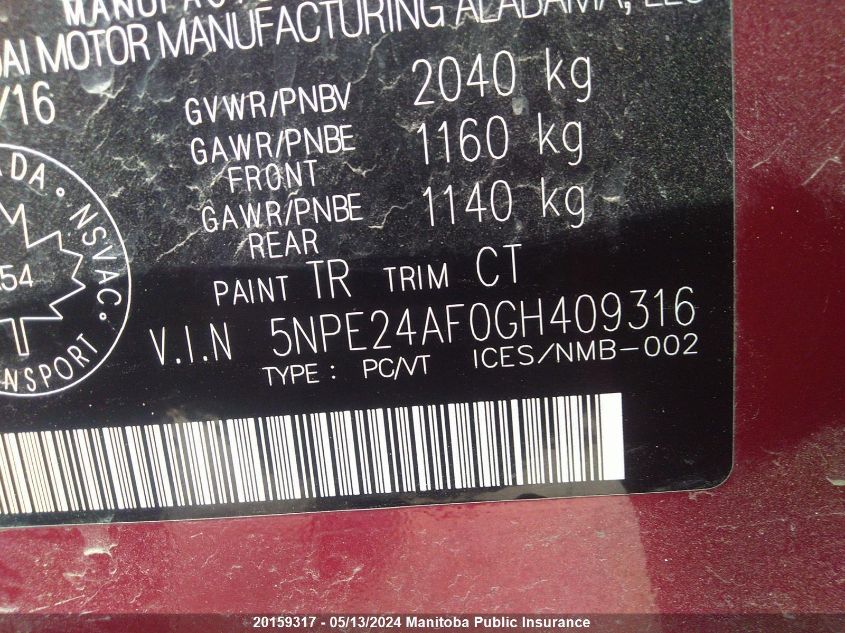 MOTOR MANUFACTURING ALABAMA,
/16
GVWR/PNBV 2040 kg
GAWR/PNBE 1160 kg
FRONT
GAWR/PNBE 1140 kg
REAR
PAINT TR TRIM CT
V.I.N 5NPE24AF0GH409316
TYPE : PC/VT ICES/NMB-002
NSVAC.
20159317 - 05/13/2024 Manitoba Public Insurance